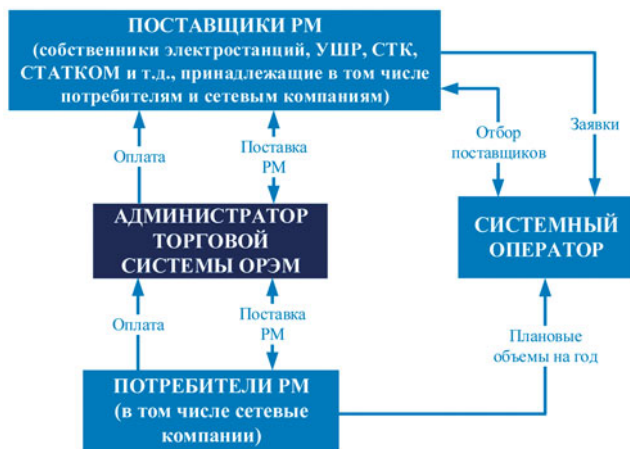 ПОСТАВЩИКИ РМ
(собственники электростанций, УШР, СТК,
СТАТКОМ и т.д., принадлежащие в том числе
потребителям и сетевым компаниям)
Оплата
Поставка
РМ
Отбор
поставщиков
Заявки
АДМИНИСТРАТОР
ТОРГОВОЙ
СИСТЕМЫ ОРЭМ
СИСТЕМНЫЙ
ОПЕРАТОР
Оплата
Поставка
РМ
Плановые
объемы на год
ПОТРЕБИТЕЛИ РМ
(в том числе сетевые
компании)